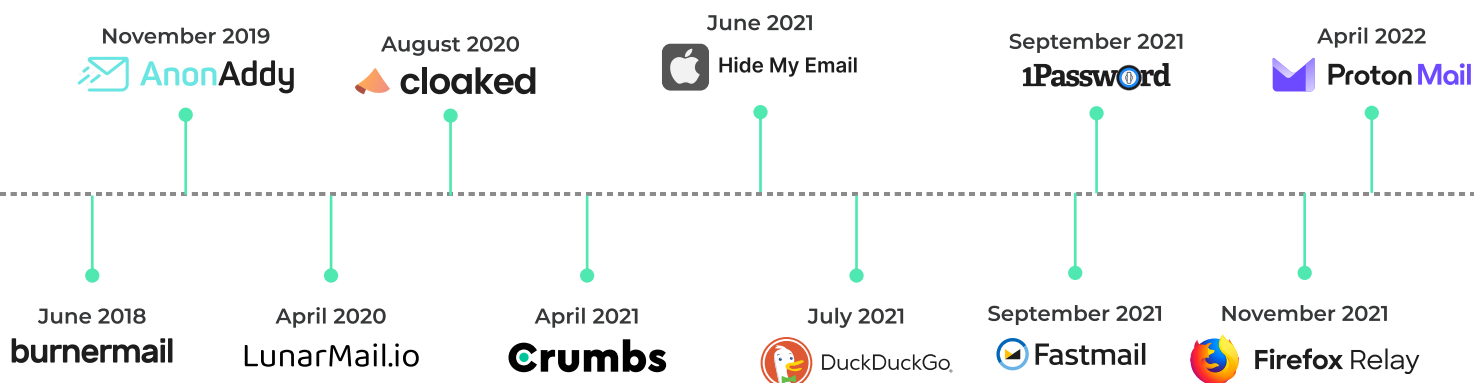 November 2019
AnonAddy
August 2020
cloaked
June 2021
Hide My Email
September 2021
1Password
April 2022
Proton Mail
June 2018
burnermail
April 2020
LunarMail.io
April 2021
Crumbs
July 2021
DuckDuckGo
September 2021
Fastmail
November 2021
Firefox Relay